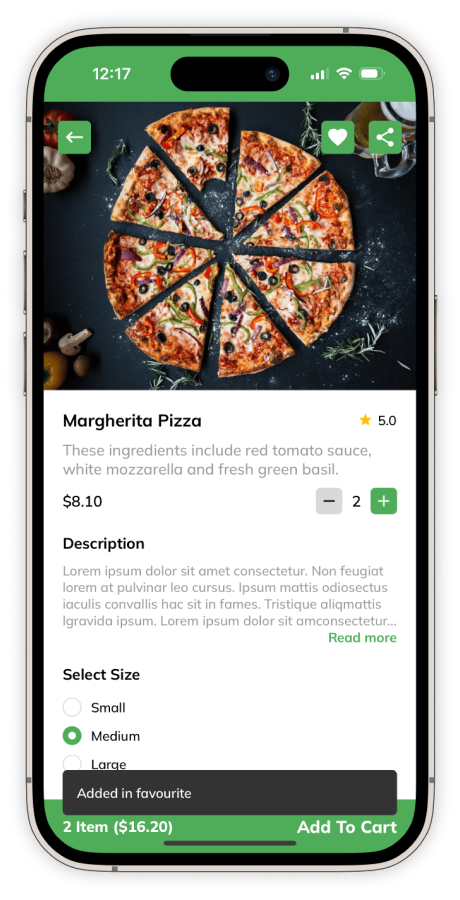 12:17
Margherita Pizza
5.0
These ingredients include red tomato sauce,
white mozzarella and fresh green basil.
$8.10
2
Description
Lorem ipsum dolor sit amet consectetur. Non feugiat
lorem at pulvinar leo cursus. Ipsum mattis odiosectus
iaculis convallis hac sit in fames. Tristique aliqmattis
lgravida ipsum. Lorem ipsum dolor sit amconsectetur...
Read more
Select Size
Small
Medium
Large
Added in favourite
2 Item ($16.20)
Add To Cart